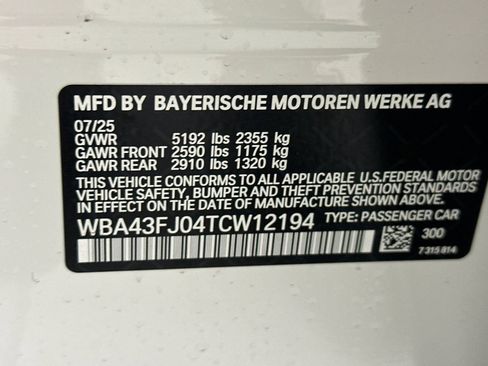 MFD BY BAYERISCHE MOTOREN WERKE AG
07/25
GVWR 5192 lbs 2355 kg
GAWR FRONT 2590 lbs 1175 kg
GAWR REAR 2910 lbs 1320 kg
THIS VEHICLE CONFORMS TO ALL APPLICABLE U.S.FEDERAL MOTOR
VEHICLE SAFETY, BUMPER AND THEFT PREVENTION STANDARDS
IN EFFECT ON THE DATE OF MANUFACTURE SHOWN ABOVE.
WBA43FJ04TCW12194 TYPE: PASSENGER CAR
300
7 315 814